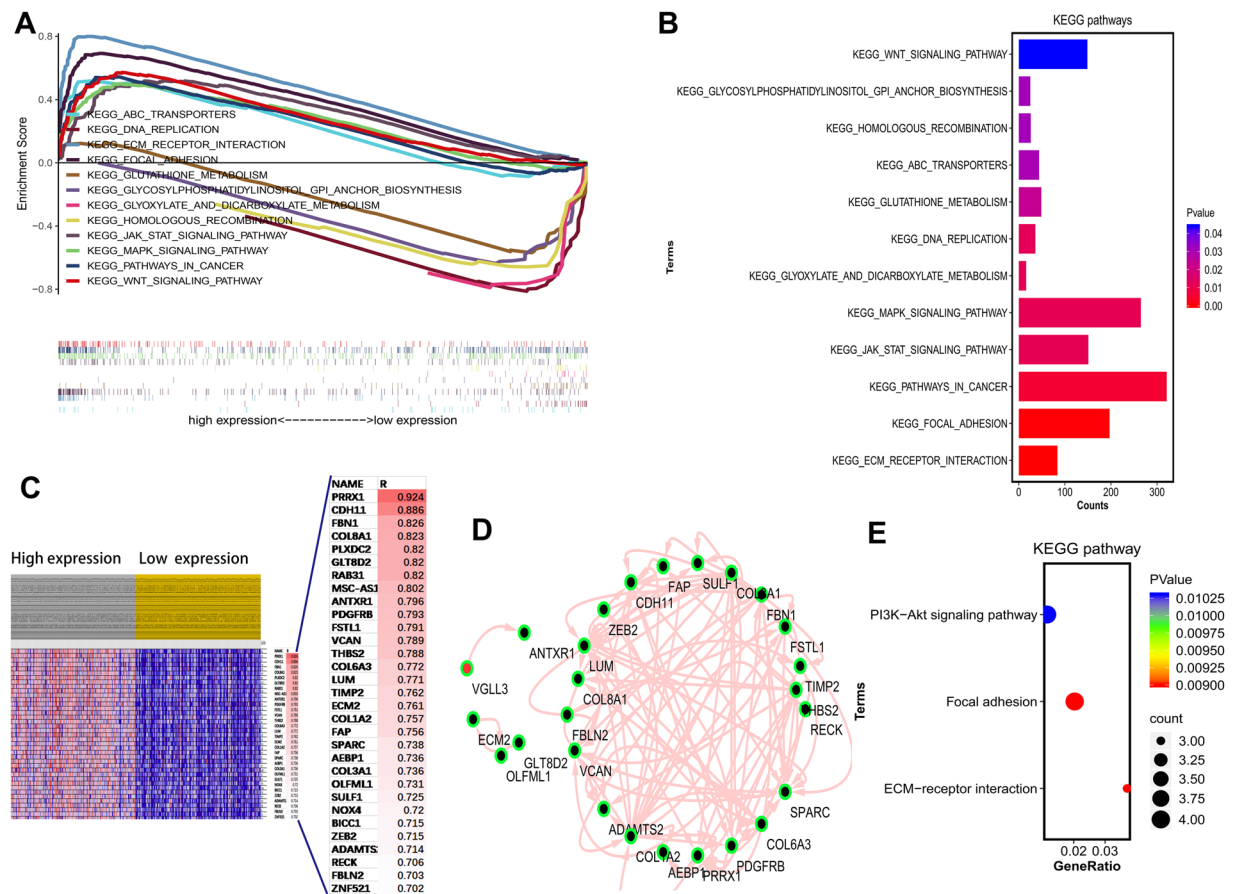 A
0.8
0.4
0.0
−0.4
−0.8
Enrichment Score
KEGG_ABC_TRANSPORTERS
KEGG_DNA_REPLICATION
KEGG_ECM_RECEPTOR_INTERACTION
KEGG_FOCAL_ADHESION
KEGG_GLUTATHIONE_METABOLISM
KEGG_GLYCOSYLPHOSPHATIDYLINOSITOL_GPI_ANCHOR_BIOSYNTHESIS
KEGG_GLYOXYLATE_AND_DICARBOXYLATE_METABOLISM
KEGG_HOMOLOGOUS_RECOMBINATION
KEGG_JAK_STAT_SIGNALING_PATHWAY
KEGG_MAPK_SIGNALING_PATHWAY
KEGG_PATHWAYS_IN_CANCER
KEGG_WNT_SIGNALING_PATHWAY
high expression<------------>low expression
B
KEGG pathways
Terms
KEGG_WNT_SIGNALING_PATHWAY
KEGG_GLYCOSYLPHOSPHATIDYLINOSITOL_GPI_ANCHOR_BIOSYNTHESIS
KEGG_HOMOLOGOUS_RECOMBINATION
KEGG_ABC_TRANSPORTERS
KEGG_GLUTATHIONE_METABOLISM
KEGG_DNA_REPLICATION
KEGG_GLYOXYLATE_AND_DICARBOXYLATE_METABOLISM
KEGG_MAPK_SIGNALING_PATHWAY
KEGG_JAK_STAT_SIGNALING_PATHWAY
KEGG_PATHWAYS_IN_CANCER
KEGG_FOCAL_ADHESION
KEGG_ECM_RECEPTOR_INTERACTION
0 100 200 300
Counts
Pvalue
0.04
0.03
0.02
0.01
0.00
C
High expression Low expression
NAME R
PRRX1 0.924
CDH11 0.886
FBN1 0.826
COL8A1 0.823
PLXDC2 0.82
GLT8D2 0.82
RAB31 0.82
MSC-AS1 0.802
ANTXR1 0.796
PDGFRB 0.793
FSTL1 0.791
VCAN 0.789
THBS2 0.788
COL6A3 0.772
LUM 0.771
TIMP2 0.762
ECM2 0.761
COL1A2 0.757
FAP 0.756
SPARC 0.738
AEBP1 0.736
COL3A1 0.736
OLFML1 0.731
SULF1 0.725
NOX4 0.72
BICC1 0.715
ZEB2 0.715
ADAMTS 0.714
RECK 0.706
FBLN2 0.703
ZNF521 0.702
D
SULF1
FAP
CDH11
ZEB2
ANTXR1
LUM
VGLL3
COL8A1
FBLN2
ECM2
GLT8D2
OLFML1
VCAN
ADAMTS2
COL1A2
AEBP1
PRRX1
PDGFRB
COL6A3
SPARC
RECK
HBS2
TIMP2
FSTL1
FBN1
E
KEGG pathway
Terms
PI3K−Akt signaling pathway
Focal adhesion
ECM−receptor interaction
0.02 0.03
GeneRatio
PValue
0.01025
0.01000
0.00975
0.00950
0.00925
0.00900
count
3.00
3.25
3.50
3.75
4.00